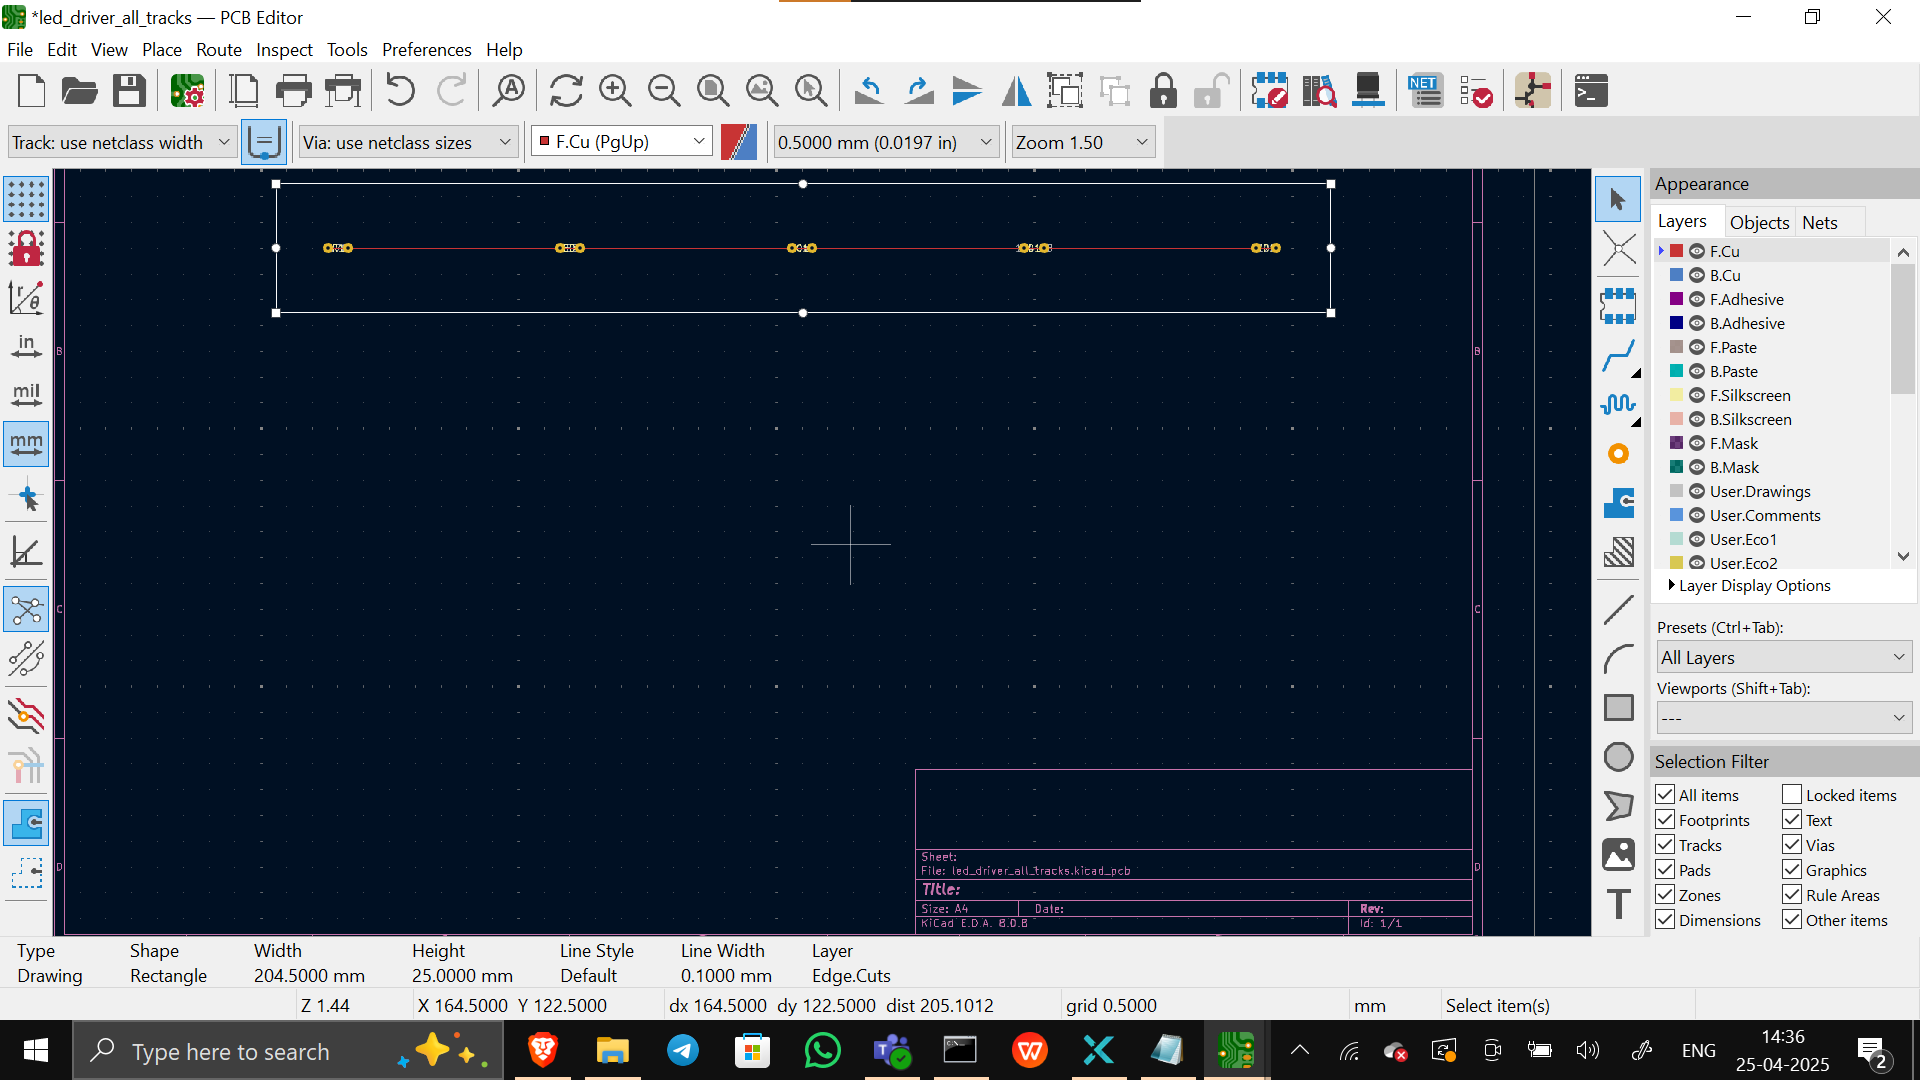 *led_driver_all_tracks — PCB Editor
File Edit View Place Route Inspect Tools Preferences Help
NET
Track: use netclass width
Via: use netclass sizes
F.Cu (PgUp)
0.5000 mm (0.0197 in)
Zoom 1.50
in
mil
mm
B
C
D
B
C
D
Sheet:
File: led_driver_all_tracks.kicad_pcb
Title:
Size: A4 Date: Rev:
KiCad E.D.A. 8.0.8 Id: 1/1
Appearance
Layers Objects Nets
F.Cu
B.Cu
F.Adhesive
B.Adhesive
F.Paste
B.Paste
F.Silkscreen
B.Silkscreen
F.Mask
B.Mask
User.Drawings
User.Comments
User.Eco1
User.Eco2
Layer Display Options
Presets (Ctrl+Tab):
All Layers
Viewports (Shift+Tab):
---
Selection Filter
All items Locked items
Footprints Text
Tracks Vias
Pads Graphics
Zones Rule Areas
Dimensions Other items
Type Shape Width Height Line Style Line Width Layer
Drawing Rectangle 204.5000 mm 25.0000 mm Default 0.1000 mm Edge.Cuts
Z 1.44 X 164.5000 Y 122.5000 dx 164.5000 dy 122.5000 dist 205.1012 grid 0.5000 mm Select item(s)
Type here to search
ENG
14:36
25-04-2025
2